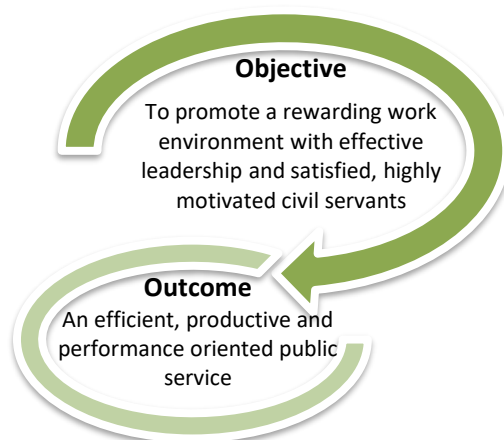 Objective
To promote a rewarding work
environment with effective
leadership and satisfied, highly
motivated civil servants
Outcome
An efficient, productive and
performance oriented public
service